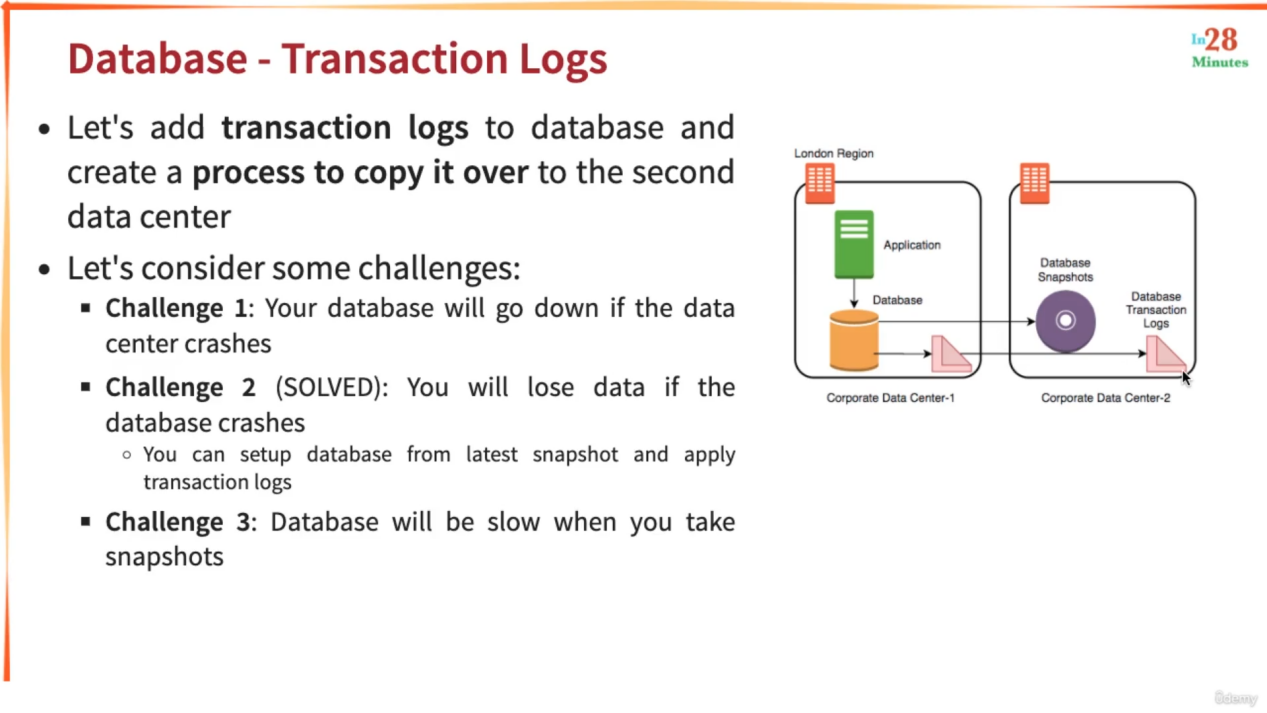 Database - Transaction Logs
In28
Minutes
• Let's add transaction logs to database and
create a process to copy it over to the second
data center
• Let's consider some challenges:
▪ Challenge 1: Your database will go down if the data
center crashes
▪ Challenge 2 (SOLVED): You will lose data if the
database crashes
○ You can setup database from latest snapshot and apply
transaction logs
▪ Challenge 3: Database will be slow when you take
snapshots
London Region
Application
Database
Corporate Data Center-1
Database
Snapshots
Database
Transaction
Logs
Corporate Data Center-2
ûdemy